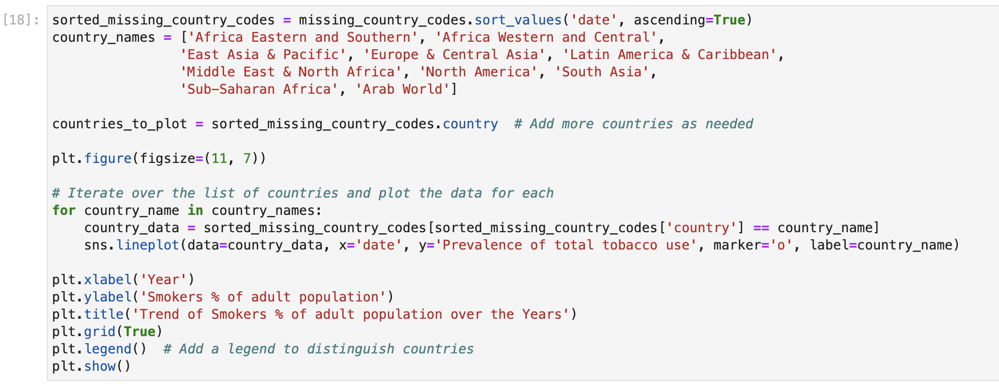 [18]: sorted_missing_country_codes = missing_country_codes.sort_values('date', ascending=True)
country_names = ['Africa Eastern and Southern', 'Africa Western and Central',
                'East Asia & Pacific', 'Europe & Central Asia', 'Latin America & Caribbean',
                'Middle East & North Africa', 'North America', 'South Asia',
                'Sub-Saharan Africa', 'Arab World']

countries_to_plot = sorted_missing_country_codes.country  # Add more countries as needed

plt.figure(figsize=(11, 7))

# Iterate over the list of countries and plot the data for each
for country_name in country_names:
    country_data = sorted_missing_country_codes[sorted_missing_country_codes['country'] == country_name]
    sns.lineplot(data=country_data, x='date', y='Prevalence of total tobacco use', marker='o', label=country_name)

plt.xlabel('Year')
plt.ylabel('Smokers % of adult population')
plt.title('Trend of Smokers % of adult population over the Years')
plt.grid(True)
plt.legend()  # Add a legend to distinguish countries
plt.show()